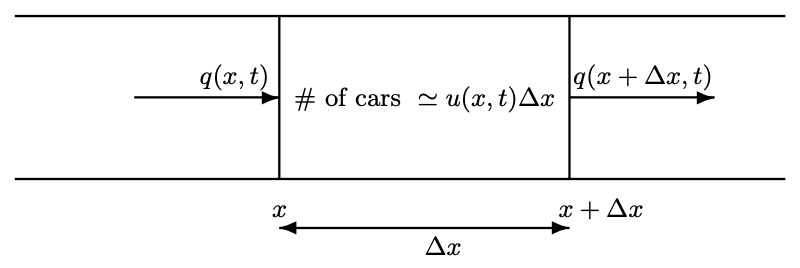 q(x, t)
# of cars ≃ u(x, t)Δx
q(x + Δx, t)
x
x + Δx
Δx